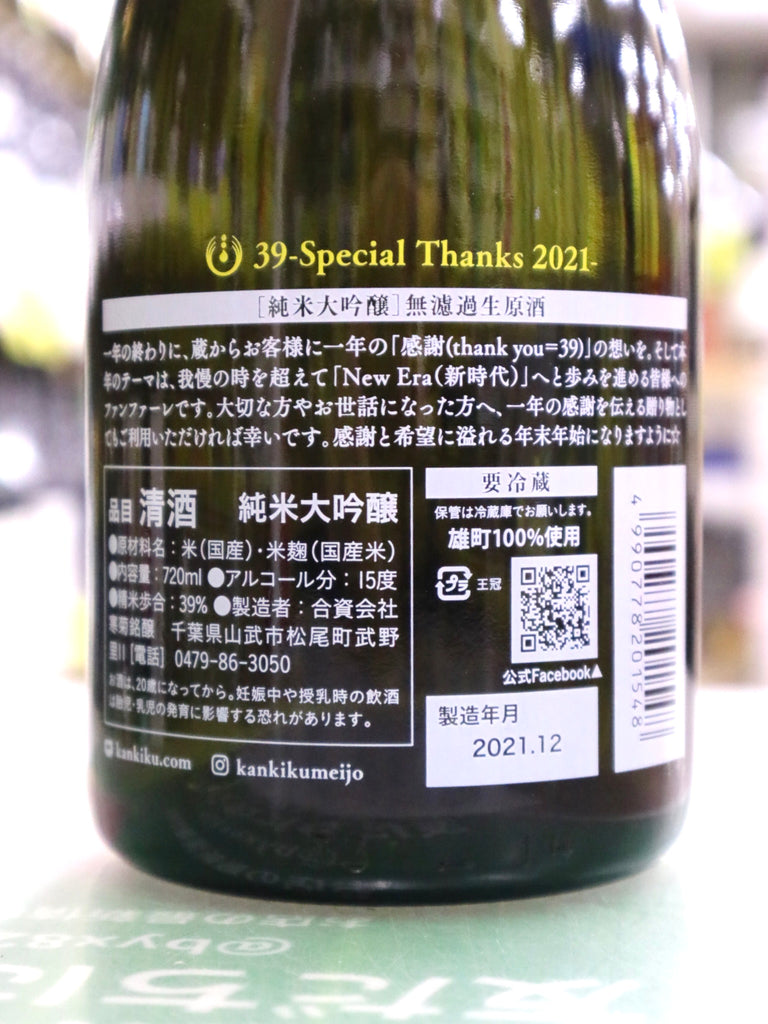 39-Special Thanks 2021-
[純米大吟醸]無濾過生原酒
一年の終わりに、蔵からお客様に一年の「感謝(thank you=39)」の想いを。そして本
年のテーマは、我慢の時を超えて「New Era(新時代)」へと歩みを進める皆様への
ファンファーレです。大切な方やお世話になった方へ、一年の感謝を伝える贈り物とし
てもご利用いただければ幸いです。感謝と希望に溢れる年末年始になりますように☆
品目 清酒 純米大吟醸
●原材料名:米(国産)・米麹(国産米)
●内容量:720ml ●アルコール分:15度
●精米歩合:39% ●製造者:合資会社
寒菊銘醸 千葉県山武市松尾町武野
里11 [電話] 0479-86-3050
お酒は、20歳になってから。妊娠中や授乳時の飲酒
は胎児・乳児の発育に影響する恐れがあります。
kankiku.com kankikumeijo
要冷蔵
保管は冷蔵庫でお願いします。
雄町100%使用
プラ 王冠
公式Facebook▲
製造年月
2021.12
4990778201548
お店の最新情
@byx82
友だちに